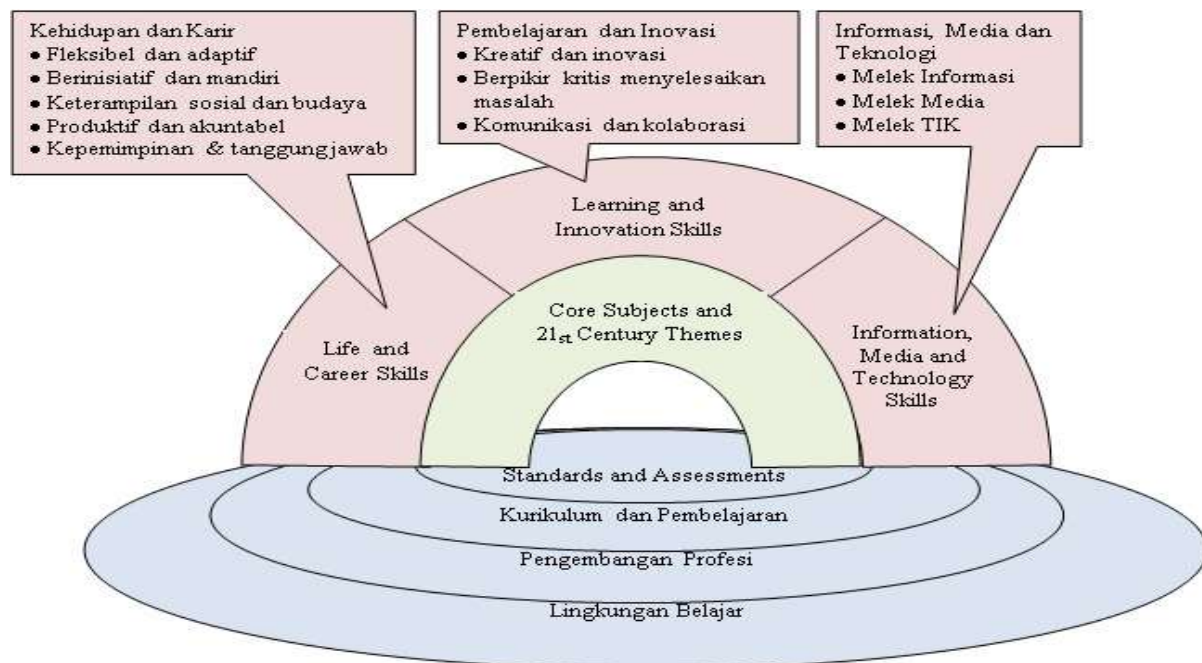 Kehidupan dan Karir
● Fleksibel dan adaptif
● Berinisiatif dan mandiri
● Keterampilan sosial dan budaya
● Produktif dan akuntabel
● Kepemimpinan & tanggung jawab
Pembelajaran dan Inovasi
● Kreatif dan inovasi
● Berpikir kritis menyelesaikan
masalah
● Komunikasi dan kolaborasi
Informasi, Media dan
Teknologi
● Melek Informasi
● Melek Media
● Melek TIK
Learning and
Innovation Skills
Core Subjects and
21st Century Themes
Life and
Career Skills
Information,
Media and
Technology
Skills
Standards and Assessments
Kurikulum dan Pembelajaran
Pengembangan Profesi
Lingkungan Belajar